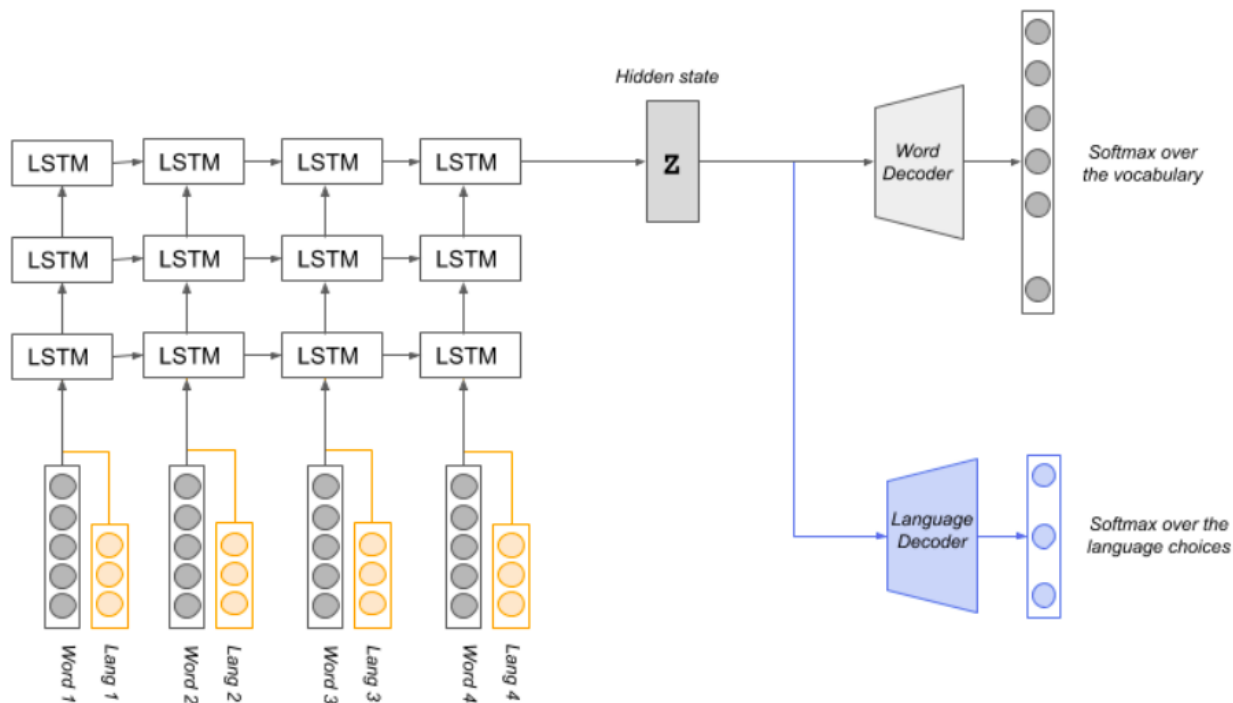 Hidden state
LSTM
LSTM
LSTM
LSTM
Z
Word
Decoder
Softmax over
the vocabulary
LSTM
LSTM
LSTM
LSTM
LSTM
LSTM
LSTM
LSTM
Language
Decoder
Softmax over the
language choices
Word 1
Lang 1
Word 2
Lang 2
Word 3
Lang 3
Word 4
Lang 4